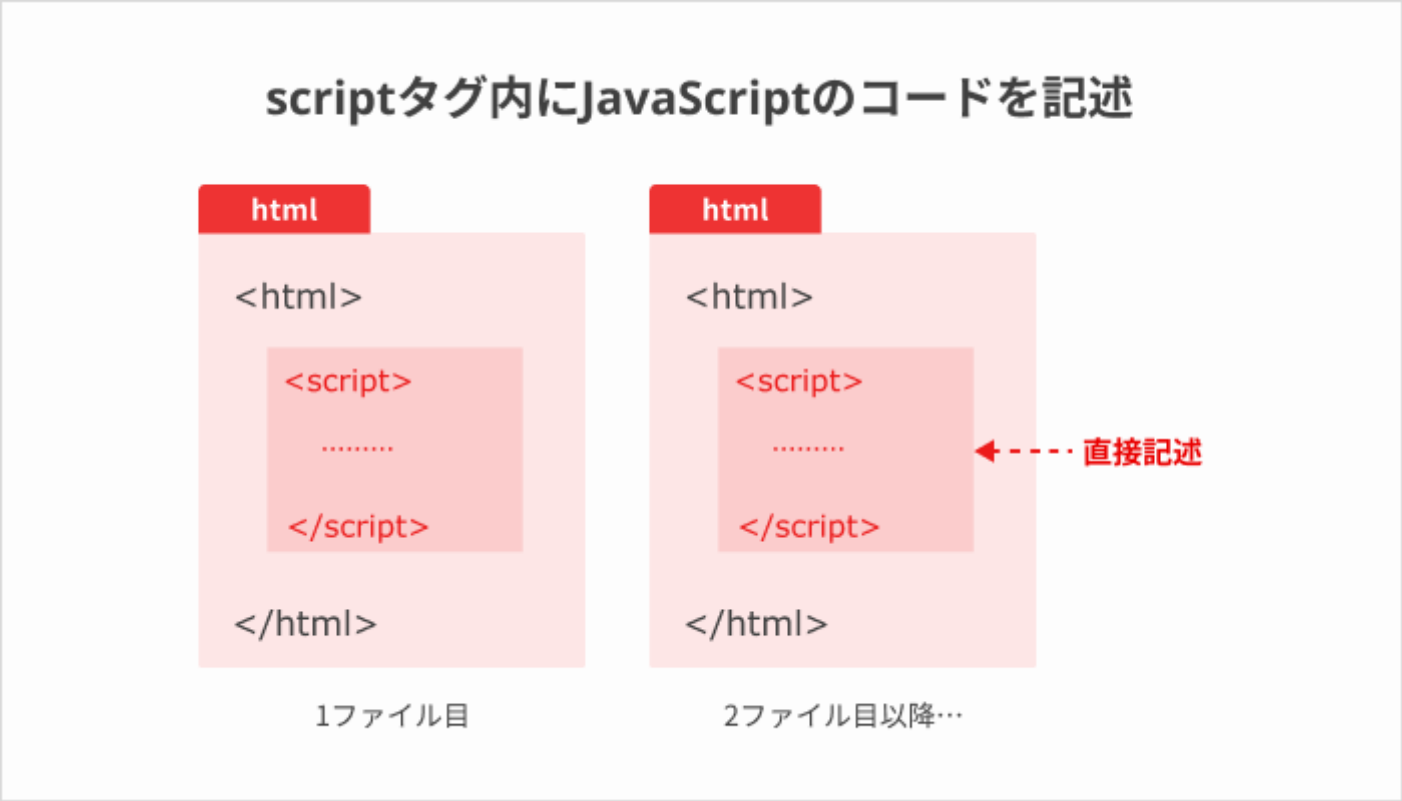 scriptタグ内にJavaScriptのコードを記述
html
<html>
<script>
………
</script>
</html>
1ファイル目
html
<html>
<script>
………
</script>
</html>
直接記述
2ファイル目以降…